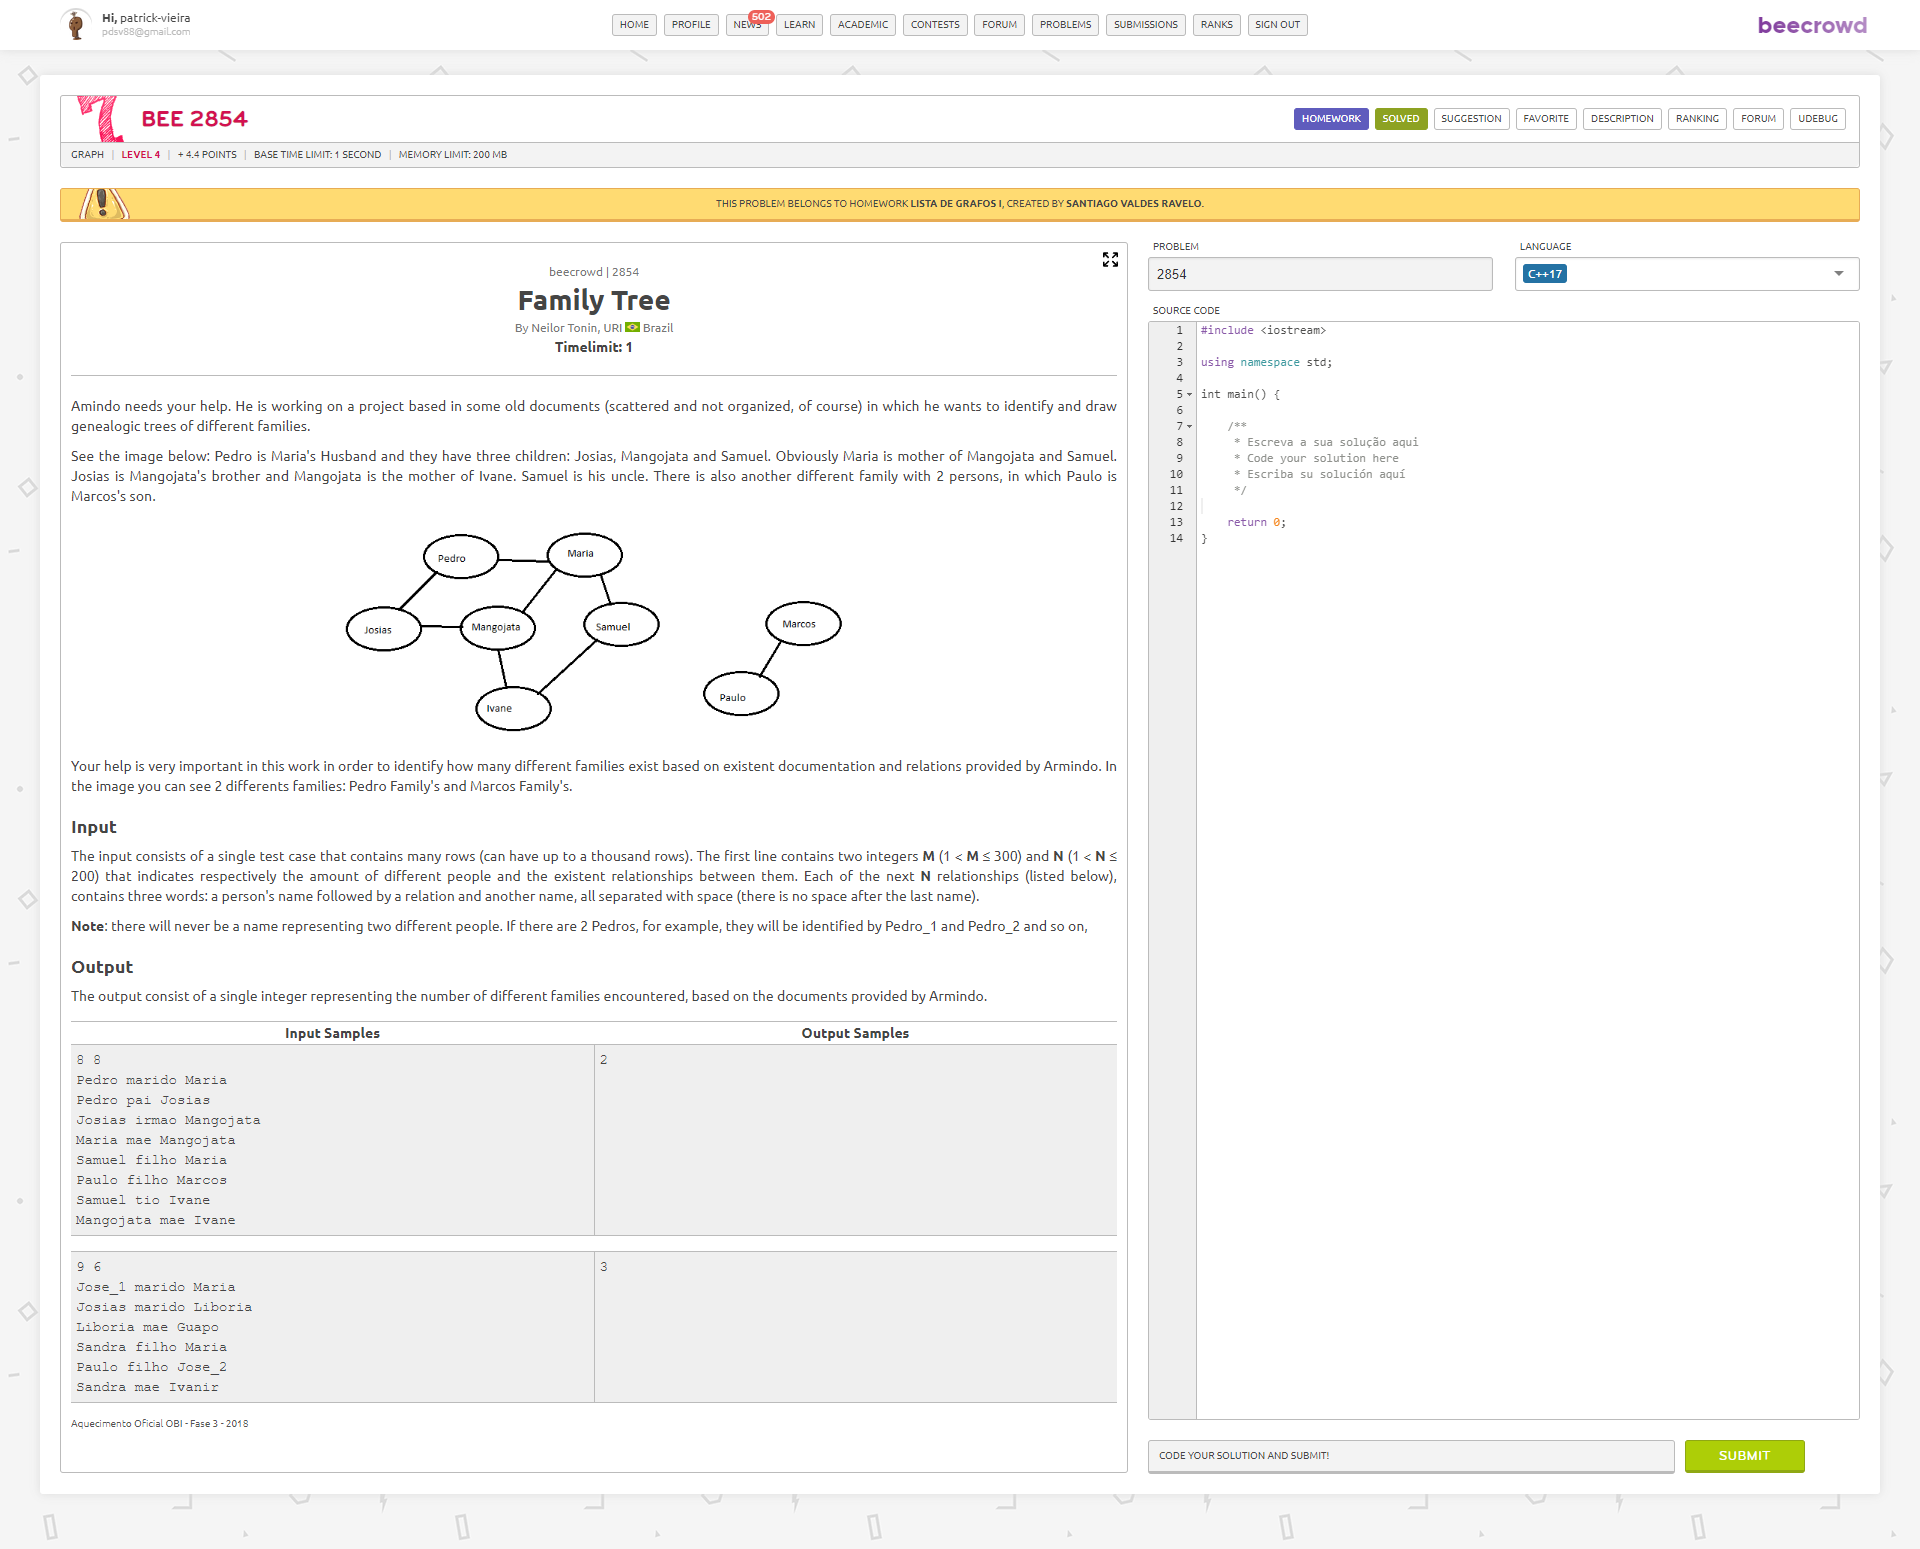 Hi, patrick-vieira
pdsv88@gmail.com
HOME
PROFILE
NEWS
502
LEARN
ACADEMIC
CONTESTS
FORUM
PROBLEMS
SUBMISSIONS
RANKS
SIGN OUT
beecrowd
7
BEE 2854
HOMEWORK
SOLVED
SUGGESTION
FAVORITE
DESCRIPTION
RANKING
FORUM
UDEBUG
GRAPH | LEVEL 4 | + 4.4 POINTS | BASE TIME LIMIT: 1 SECOND | MEMORY LIMIT: 200 MB
THIS PROBLEM BELONGS TO HOMEWORK LISTA DE GRAFOS I, CREATED BY SANTIAGO VALDES RAVELO.
beecrowd | 2854
Family Tree
By Neilor Tonin, URI Brazil
Timelimit: 1
Amindo needs your help. He is working on a project based in some old documents (scattered and not organized, of course) in which he wants to identify and draw
genealogic trees of different families.
See the image below: Pedro is Maria's Husband and they have three children: Josias, Mangojata and Samuel. Obviously Maria is mother of Mangojata and Samuel.
Josias is Mangojata's brother and Mangojata is the mother of Ivane. Samuel is his uncle. There is also another different family with 2 persons, in which Paulo is
Marcos's son.
Pedro
Maria
Josias
Mangojata
Samuel
Marcos
Paulo
Ivane
Your help is very important in this work in order to identify how many different families exist based on existent documentation and relations provided by Armindo. In
the image you can see 2 differents families: Pedro Family's and Marcos Family's.
Input
The input consists of a single test case that contains many rows (can have up to a thousand rows). The first line contains two integers M (1 < M ≤ 300) and N (1 < N ≤
200) that indicates respectively the amount of different people and the existent relationships between them. Each of the next N relationships (listed below),
contains three words: a person's name followed by a relation and another name, all separated with space (there is no space after the last name).
Note: there will never be a name representing two different people. If there are 2 Pedros, for example, they will be identified by Pedro_1 and Pedro_2 and so on,
Output
The output consist of a single integer representing the number of different families encountered, based on the documents provided by Armindo.
Input Samples
Output Samples
8 8
Pedro marido Maria
Pedro pai Josias
Josias irmao Mangojata
Maria mae Mangojata
Samuel filho Maria
Paulo filho Marcos
Samuel tio Ivane
Mangojata mae Ivane
2
9 6
Jose_1 marido Maria
Josias marido Liboria
Liboria mae Guapo
Sandra filho Maria
Paulo filho Jose_2
Sandra mae Ivanir
3
Aquecimento Oficial OBI - Fase 3 - 2018
PROBLEM
2854
LANGUAGE
C++17
SOURCE CODE
1 #include <iostream>
2
3 using namespace std;
4
5 int main() {
6
7 /**
8 * Escreva a sua solução aqui
9 * Code your solution here
10 * Escriba su solución aquí
11 */
12
13 return 0;
14 }
CODE YOUR SOLUTION AND SUBMIT!
SUBMIT